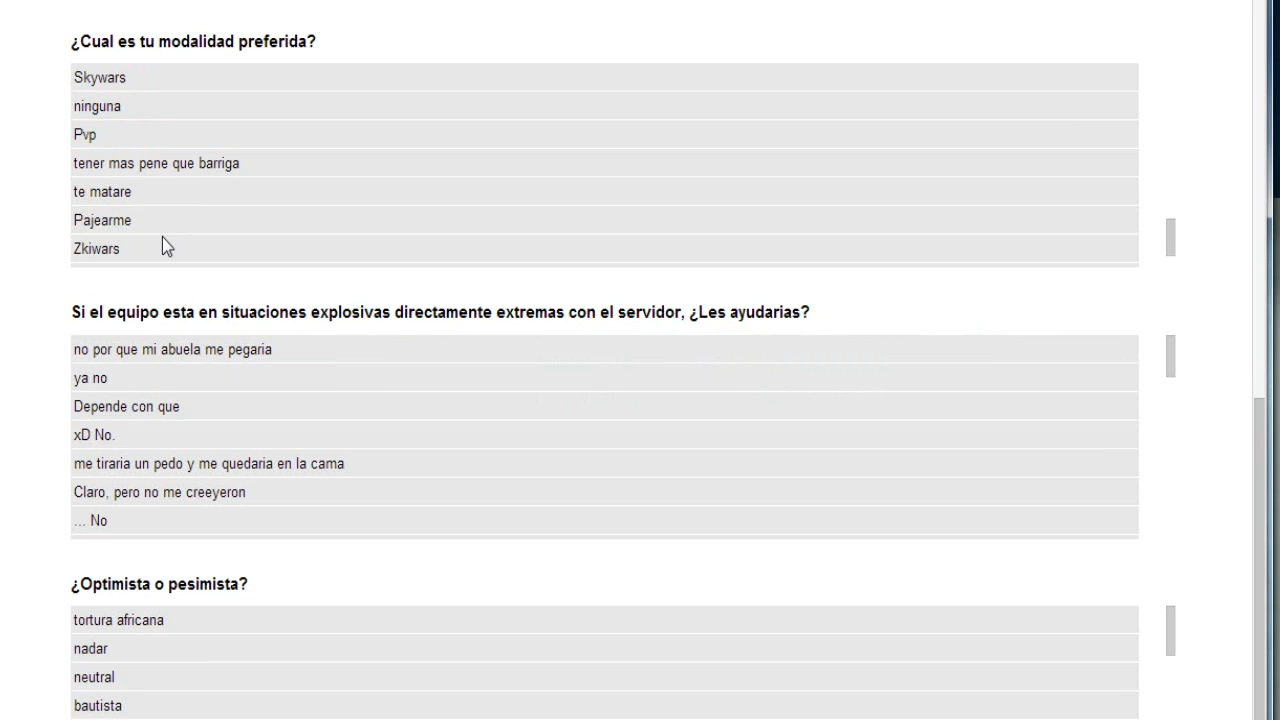 ¿Cual es tu modalidad preferida?
Skywars
ninguna
Pvp
tener mas pene que barriga
te matare
Pajearme
Zkiwars
Si el equipo esta en situaciones explosivas directamente extremas con el servidor, ¿Les ayudarias?
no por que mi abuela me pegaria
ya no
Depende con que
xD No.
me tiraria un pedo y me quedaria en la cama
Claro, pero no me creeyeron
... No
¿Optimista o pesimista?
tortura africana
nadar
neutral
bautista